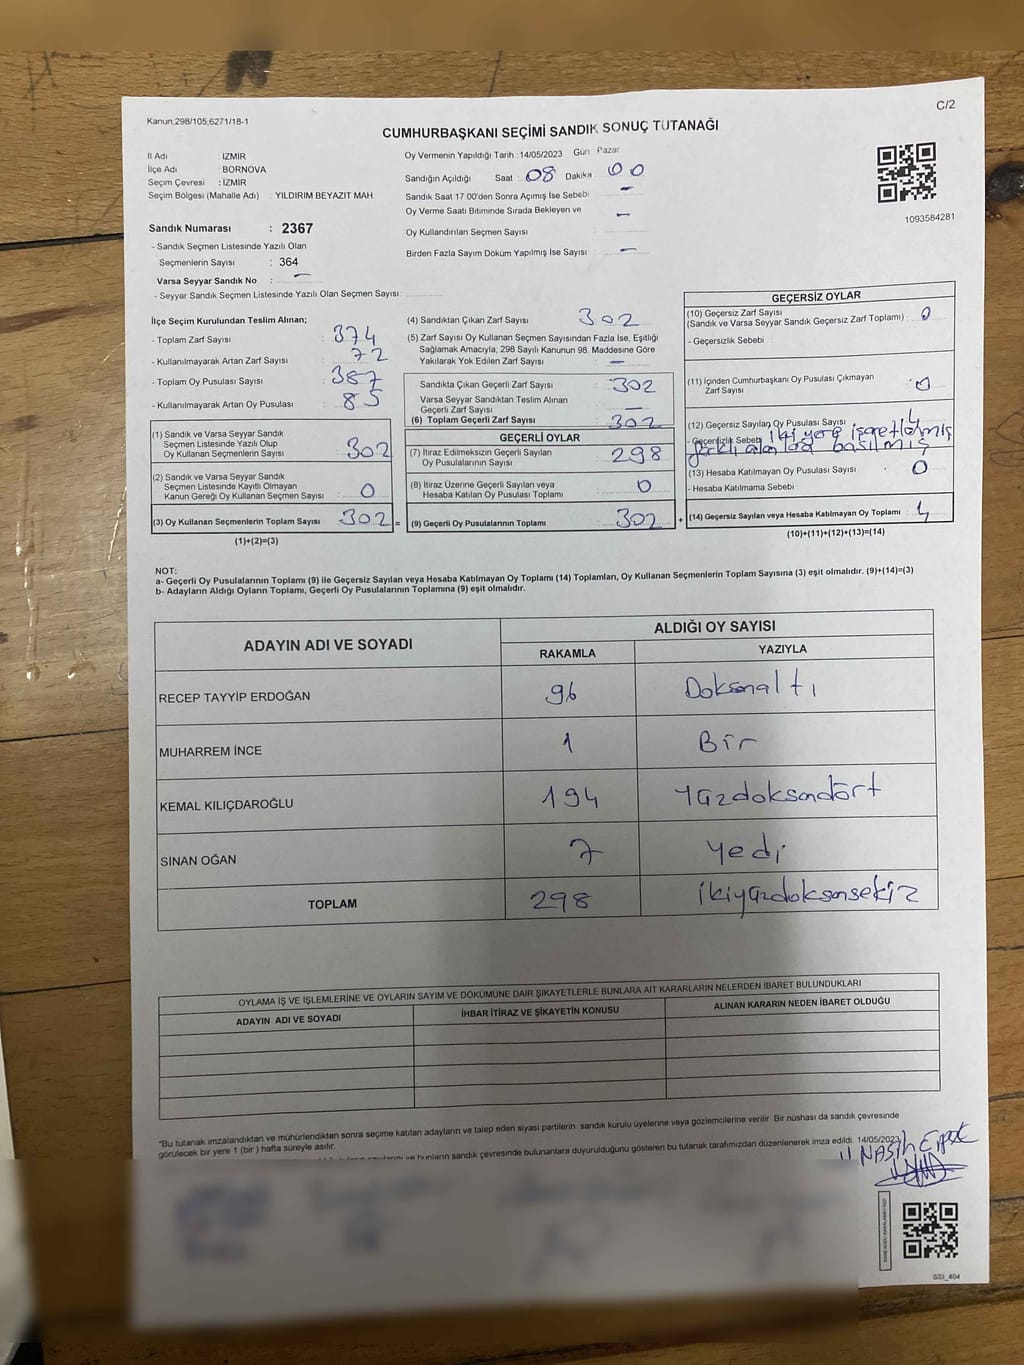 C/2
Kanun;298/105,6271/18-1
CUMHURBAŞKANI SEÇİMİ SANDIK SONUÇ TUTANAĞI
İl Adı İZMİR
İlçe Adı BORNOVA
Seçim Çevresi : İZMİR
Seçim Bölgesi (Mahalle Adı) : YILDIRIM BEYAZIT MAH
Sandık Numarası : 2367
- Sandık Seçmen Listesinde Yazılı Olan
Seçmenlerin Sayısı : 364
Varsa Seyyar Sandık No : —
- Seyyar Sandık Seçmen Listesinde Yazılı Olan Seçmen Sayısı:
Oy Vermenin Yapıldığı Tarih : 14/05/2023 Gün Pazar
Sandığın Açıldığı Saat : 08 Dakika : 00
Sandık Saat 17:00'den Sonra Açımış İse Sebebi —
Oy Verme Saati Bitiminde Sırada Bekleyen ve —
Oy Kullandırılan Seçmen Sayısı
Birden Fazla Sayım Döküm Yapılmış İse Sayısı : —
1093584281
İlçe Seçim Kurulundan Teslim Alınan;
- Toplam Zarf Sayısı : 374
- Kullanılmayarak Artan Zarf Sayısı : 72
- Toplam Oy Pusulası Sayısı : 387
- Kullanılmayarak Artan Oy Pusulası : 85
(1) Sandık ve Varsa Seyyar Sandık
Seçmen Listesinde Yazılı Olup
Oy Kullanan Seçmenlerin Sayısı : 302
(2) Sandık ve Varsa Seyyar Sandık
Seçmen Listesinde Kayıtlı Olmayan
Kanun Gereği Oy Kullanan Seçmen Sayısı : 0
(3) Oy Kullanan Seçmenlerin Toplam Sayısı : 302 =
(1)+(2)=(3)
(4) Sandıktan Çıkan Zarf Sayısı : 302
(5) Zarf Sayısı Oy Kullanan Seçmen Sayısından Fazla İse, Eşitliği
Sağlamak Amacıyla, 298 Sayılı Kanunun 98. Maddesine Göre
Yakılarak Yok Edilen Zarf Sayısı : —
Sandıkta Çıkan Geçerli Zarf Sayısı : 302
Varsa Seyyar Sandıktan Teslim Alınan
Geçerli Zarf Sayısı : —
(6) Toplam Geçerli Zarf Sayısı : 302
GEÇERLİ OYLAR
(7) İtiraz Edilmeksizin Geçerli Sayılan
Oy Pusulalarının Sayısı : 298
(8) İtiraz Üzerine Geçerli Sayılan veya
Hesaba Katılan Oy Pusulası Toplamı : 0
(9) Geçerli Oy Pusulalarının Toplamı : 302 +
GEÇERSİZ OYLAR
(10) Geçersiz Zarf Sayısı
(Sandık ve Varsa Seyyar Sandık Geçersiz Zarf Toplamı) : 0
- Geçersizlik Sebebi :
(11) İçinden Cumhurbaşkanı Oy Pusulası Çıkmayan
Zarf Sayısı : 0
(12) Geçersiz Sayılan Oy Pusulası Sayısı : 4
- Geçersizlik Sebebi iki yere işaretlenmiş
farklı alanlara basılmış
(13) Hesaba Katılmayan Oy Pusulası Sayısı : 0
- Hesaba Katılmama Sebebi
(14) Geçersiz Sayılan veya Hesaba Katılmayan Oy Toplamı : 4
(10)+(11)+(12)+(13)=(14)
NOT:
a- Geçerli Oy Pusulalarının Toplamı (9) ile Geçersiz Sayılan veya Hesaba Katılmayan Oy Toplamı (14) Toplamları, Oy Kullanan Seçmenlerin Toplam Sayısına (3) eşit olmalıdır. (9)+(14)=(3)
b- Adayların Aldığı Oyların Toplamı, Geçerli Oy Pusulalarının Toplamına (9) eşit olmalıdır.
ADAYIN ADI VE SOYADI ALDIĞI OY SAYISI
RAKAMLA YAZIYLA
RECEP TAYYİP ERDOĞAN 96 Doksanaltı
MUHARREM İNCE 1 Bir
KEMAL KILIÇDAROĞLU 194 Yüzdoksandört
SİNAN OĞAN 7 Yedi
TOPLAM 298 ikiyüzdoksansekiz
OYLAMA İŞ VE İŞLEMLERİNE VE OYLARIN SAYIM VE DÖKÜMÜNE DAİR ŞİKAYETLERLE BUNLARA AİT KARARLARIN NELERDEN İBARET BULUNDUKLARI
ADAYIN ADI VE SOYADI İHBAR İTİRAZ VE ŞİKAYETİN KONUSU ALINAN KARARIN NEDEN İBARET OLDUĞU
"Bu tutanak imzalandıktan ve mühürlendikten sonra seçime katılan adayların ve talep eden siyasi partilerin sandık kurulu üyelerine veya gözlemcilerine verilir. Bir nüshası da sandık çevresinde
görülecek bir yere 1 (bir ) hafta süreyle asılır.
ve bunların sandık çevresinde bulunanlara duyurulduğunu gösteren bu tutanak tarafımızdan düzenlenerek imza edildi. 14/05/2023
NASİH
SSI_404